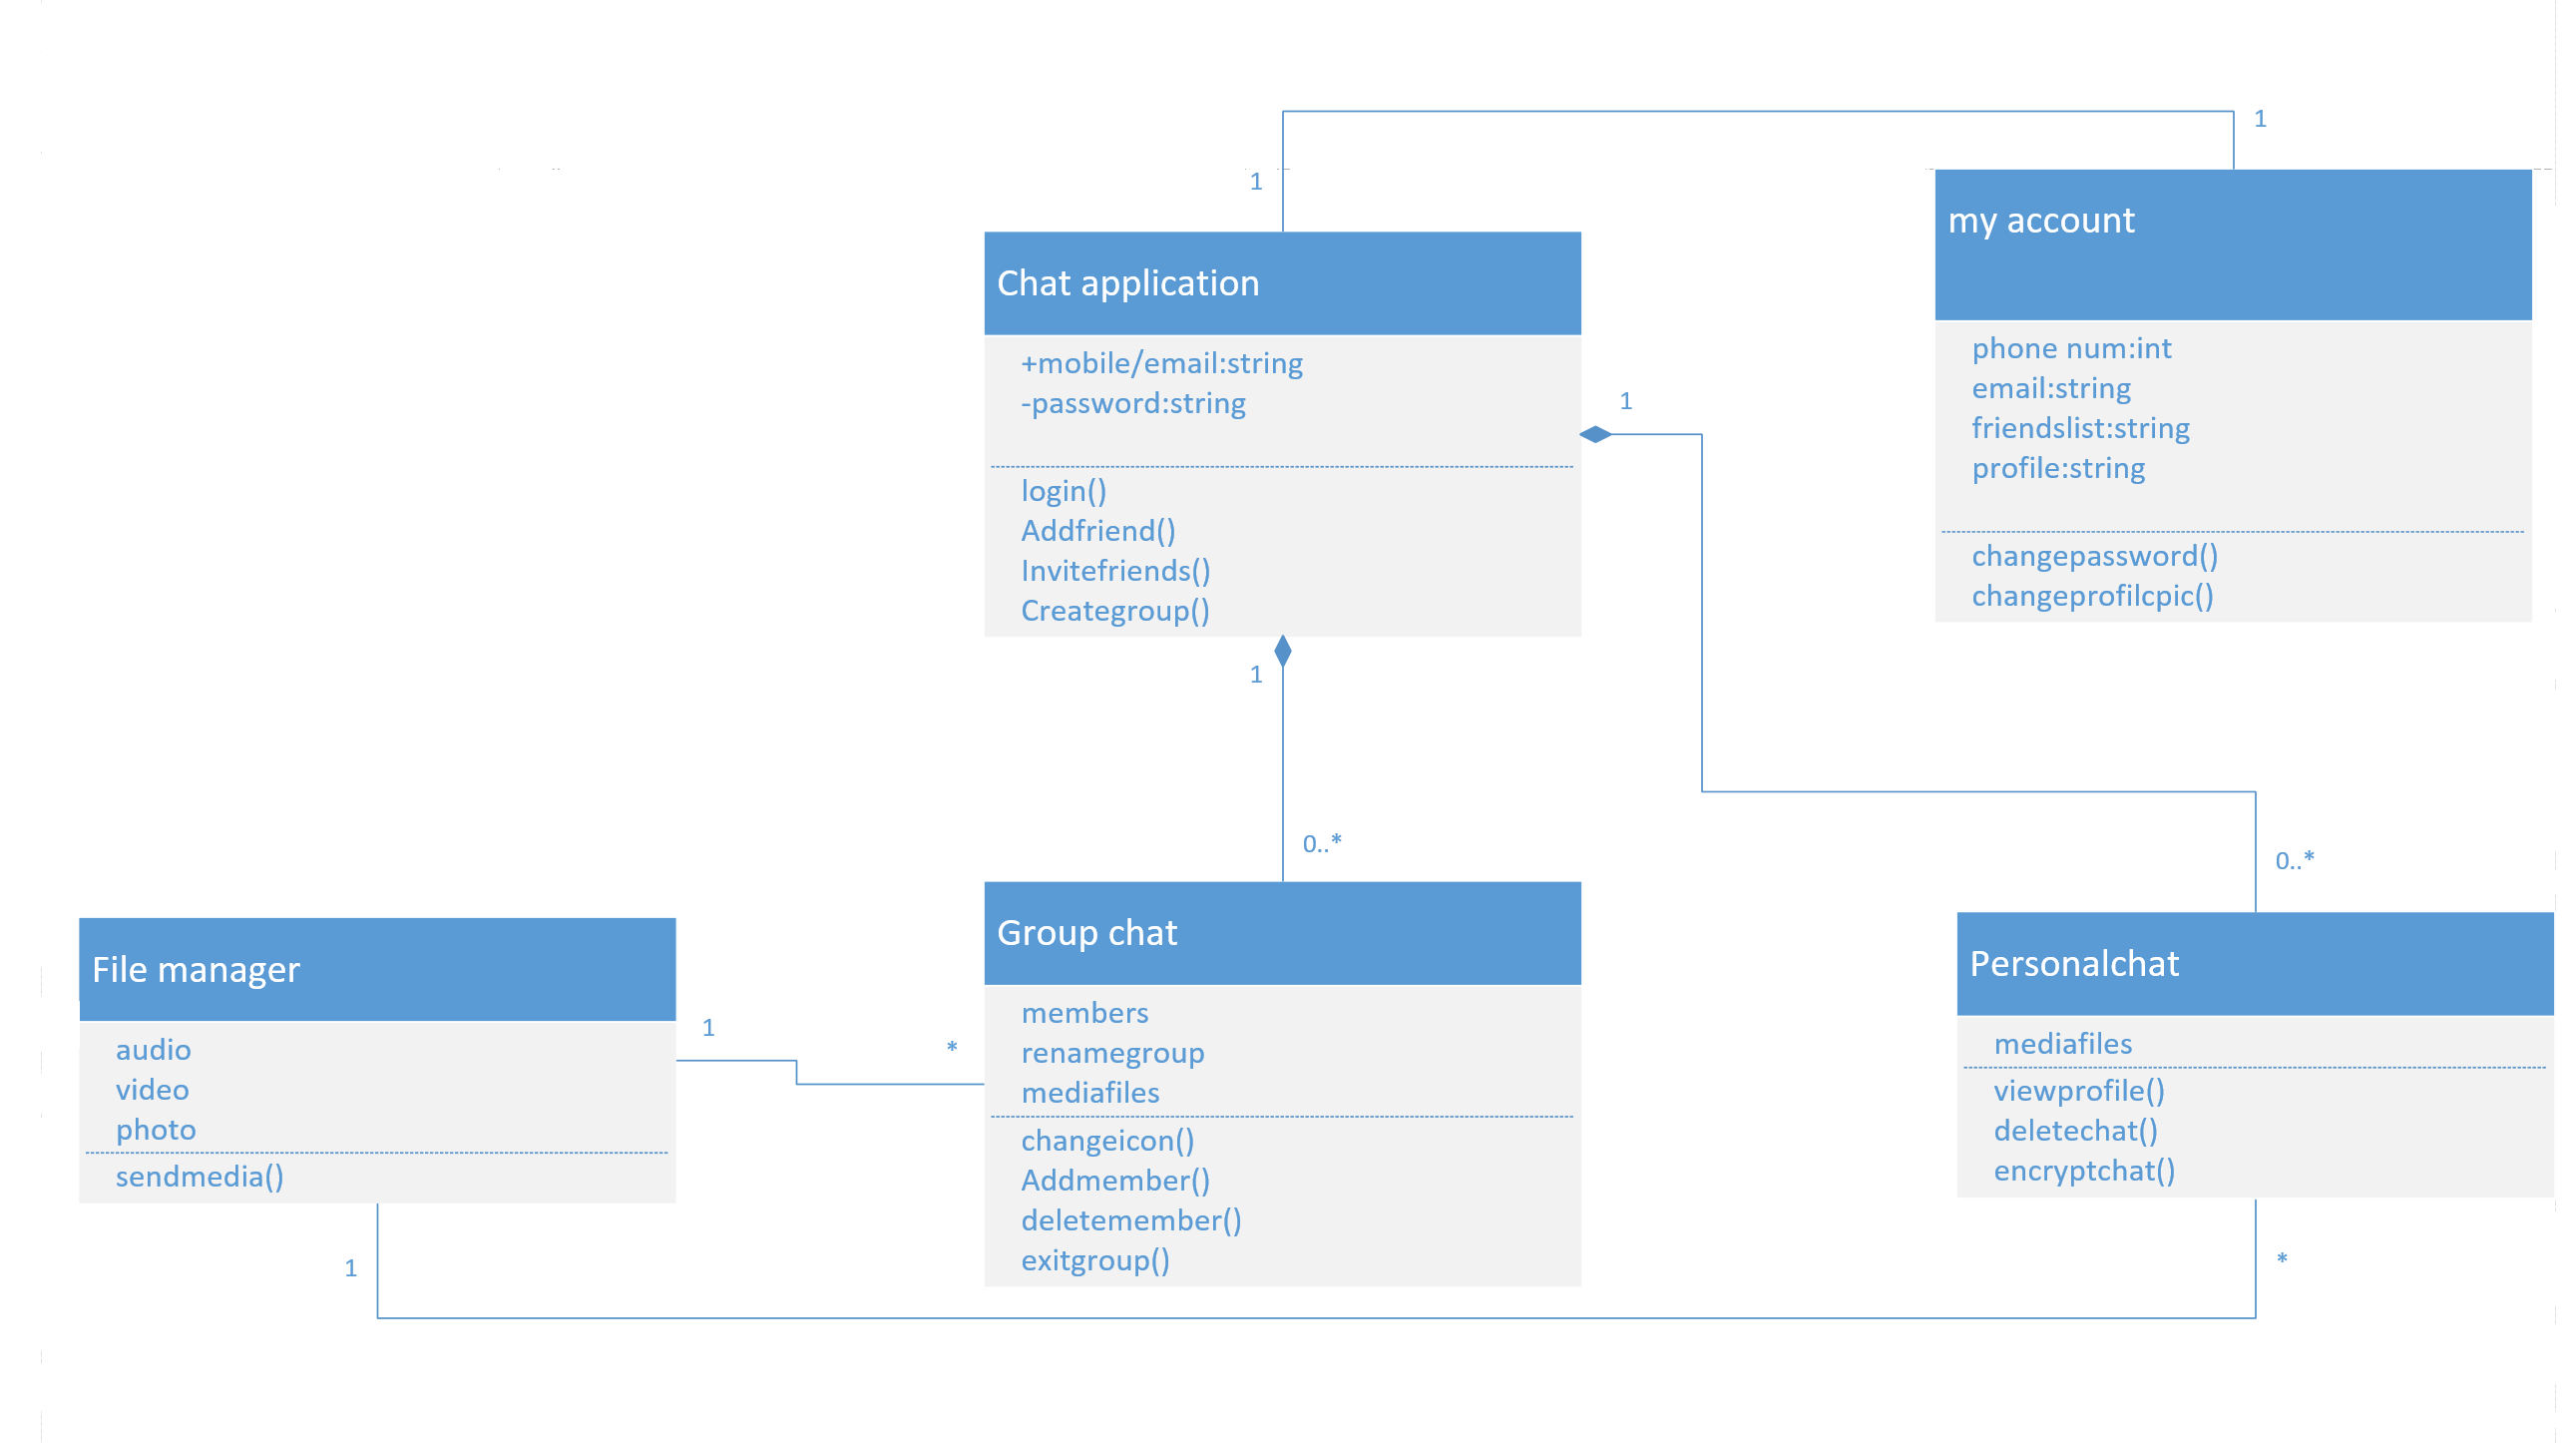 1
1
my account
phone num:int
email:string
friendslist:string
profile:string
changepassword()
changeprofilcpic()
Chat application
+mobile/email:string
-password:string
login()
Addfriend()
Invitefriends()
Creategroup()
1
1
0..*
0..*
File manager
audio
video
photo
sendmedia()
1
*
Group chat
members
renamegroup
mediafiles
changeicon()
Addmember()
deletemember()
exitgroup()
Personalchat
mediafiles
viewprofile()
deletechat()
encryptchat()
1
*